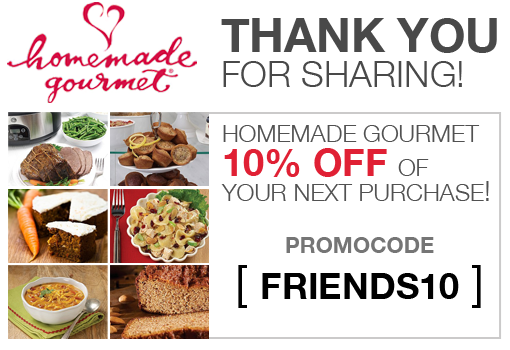 homemade
gourmet®
THANK YOU
FOR SHARING!
HOMEMADE GOURMET
10% OFF OF
YOUR NEXT PURCHASE!
PROMOCODE
[ FRIENDS10 ]